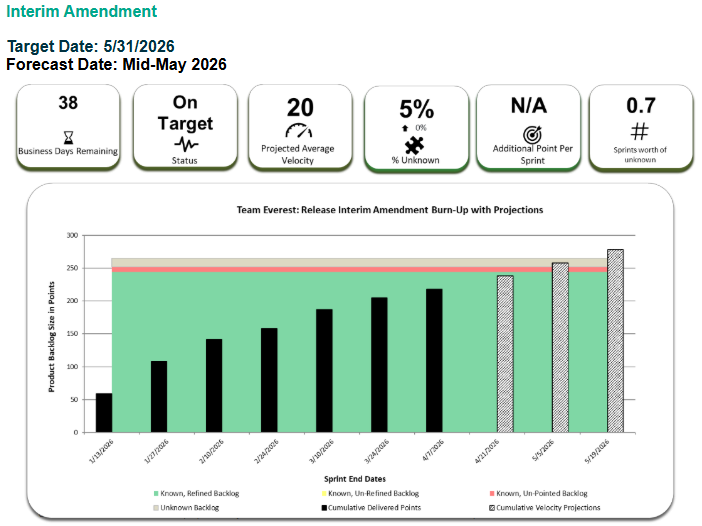 Interim Amendment
Target Date: 5/31/2026
Forecast Date: Mid-May 2026
38
Business Days Remaining
On
Target
Status
20
Projected Average
Velocity
5%
0%
% Unknown
N/A
Additional Point Per
Sprint
0.7
#
Sprints worth of
unknown
Team Everest: Release Interim Amendment Burn-Up with Projections
Product Backlog Size in Points
300
250
200
150
100
50
0
1/13/2026
1/27/2026
2/10/2026
2/24/2026
3/10/2026
3/24/2026
4/7/2026
4/21/2026
5/5/2026
5/19/2026
Sprint End Dates
Known, Refined Backlog
Known, Un-Refined Backlog
Known, Un-Pointed Backlog
Unknown Backlog
Cumulative Delivered Points
Cumulative Velocity Projections